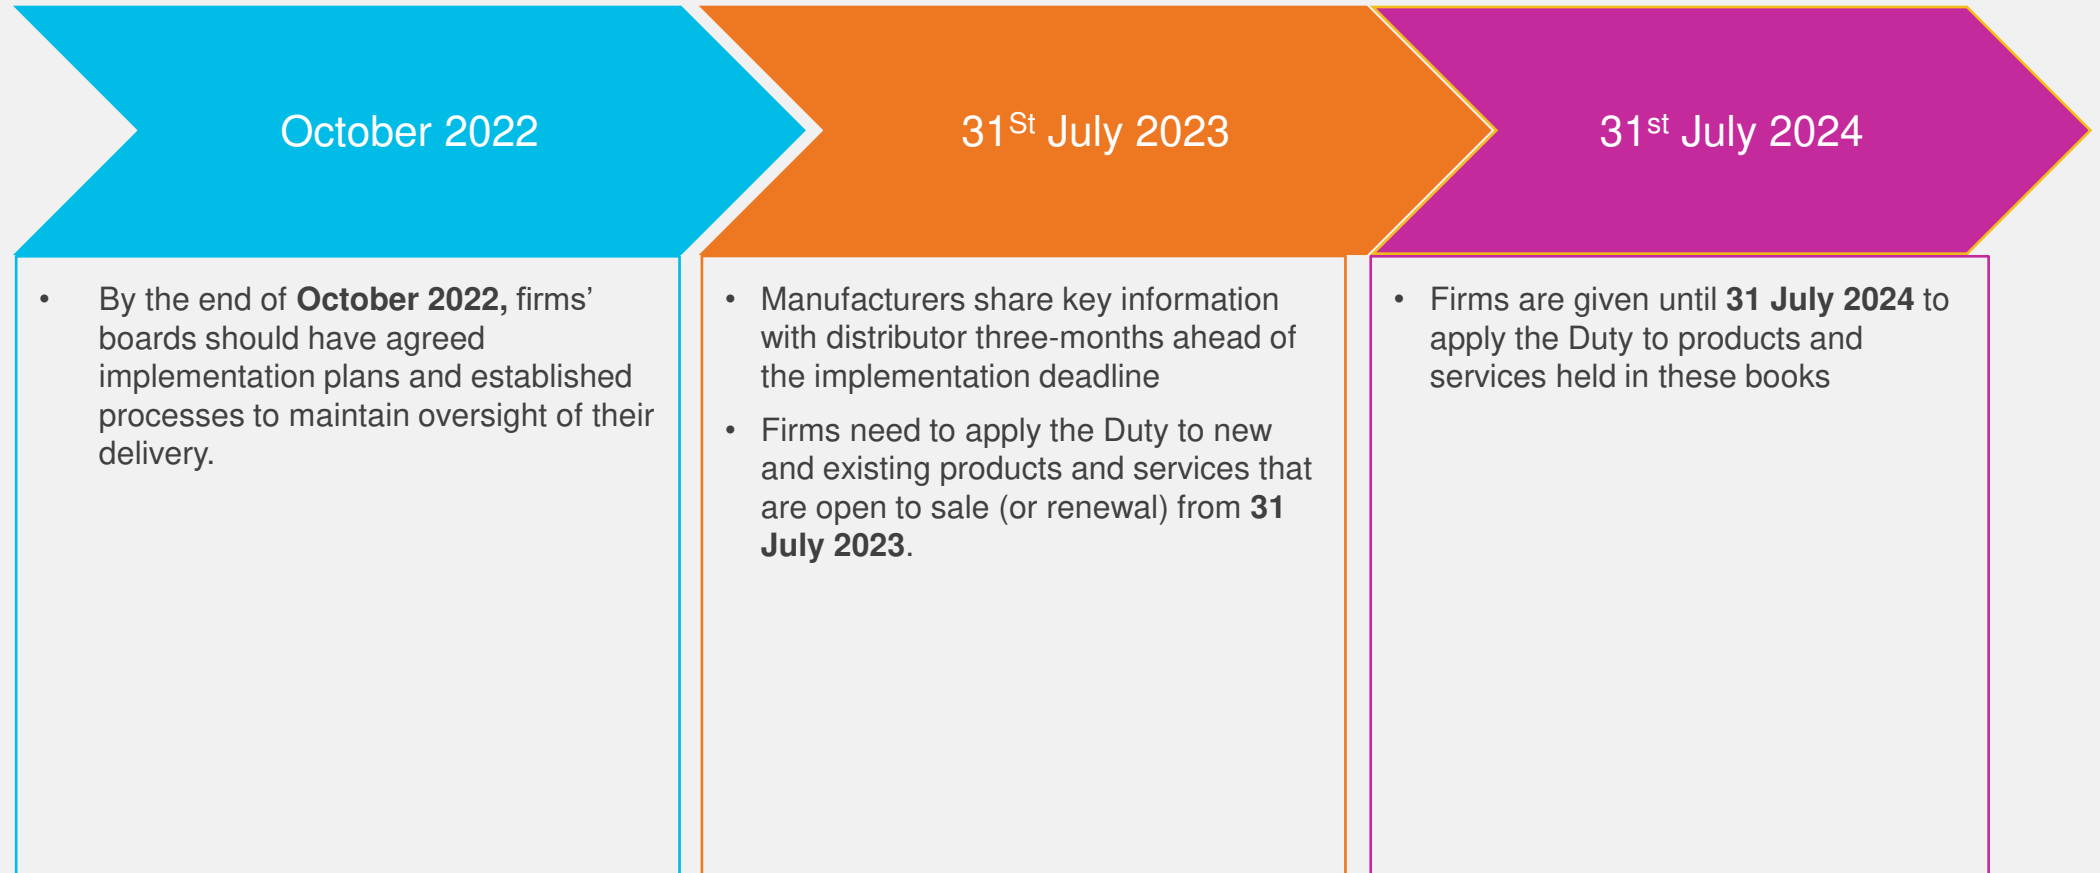 October 2022
31St July 2023
31st July 2024
• By the end of October 2022, firms’
boards should have agreed
implementation plans and established
processes to maintain oversight of their
delivery.
• Manufacturers share key information
with distributor three-months ahead of
the implementation deadline
• Firms need to apply the Duty to new
and existing products and services that
are open to sale (or renewal) from 31
July 2023.
• Firms are given until 31 July 2024 to
apply the Duty to products and
services held in these books